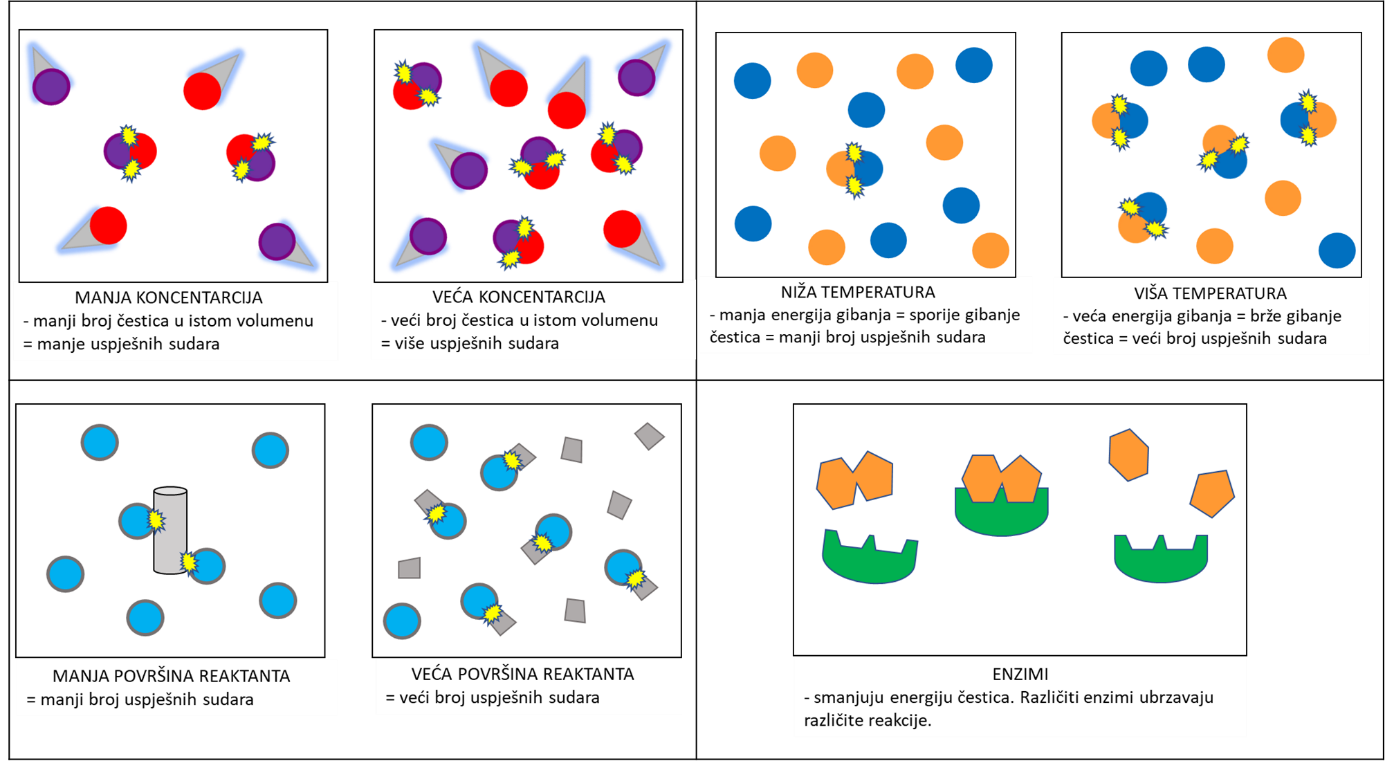 MANJA KONCENTARCIJA
- manji broj čestica u istom volumenu
= manje uspješnih sudara
VEĆA KONCENTARCIJA
- veći broj čestica u istom volumenu
= više uspješnih sudara
NIŽA TEMPERATURA
- manja energija gibanja = sporije gibanje
čestica = manji broj uspješnih sudara
VIŠA TEMPERATURA
- veća energija gibanja = brže gibanje
čestica = veći broj uspješnih sudara
MANJA POVRŠINA REAKTANTA
= manji broj uspješnih sudara
VEĆA POVRŠINA REAKTANTA
= veći broj uspješnih sudara
ENZIMI
- smanjuju energiju čestica. Različiti enzimi ubrzavaju
različite reakcije.